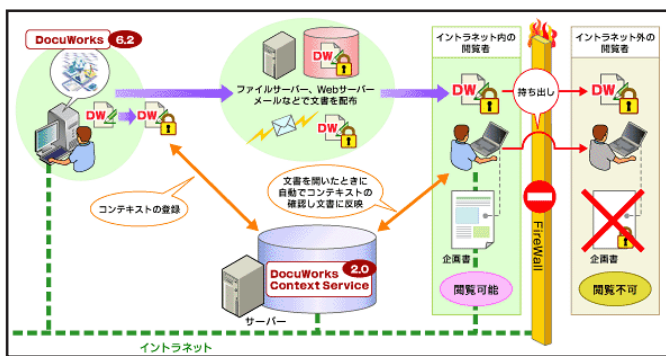 DocuWorks 6.2
DW
DW
DW
ファイルサーバー、Webサーバー
メールなどで文書を配布
DW
イントラネット内の
閲覧者
DW
持ち出し
イントラネット外の
閲覧者
DW
コンテキストの登録
文書を開いたときに
自動でコンテキストの
確認し文書に反映
DocuWorks 2.0
Context Service
サーバー
イントラネット
企画書
閲覧可能
FireWall
企画書
閲覧不可